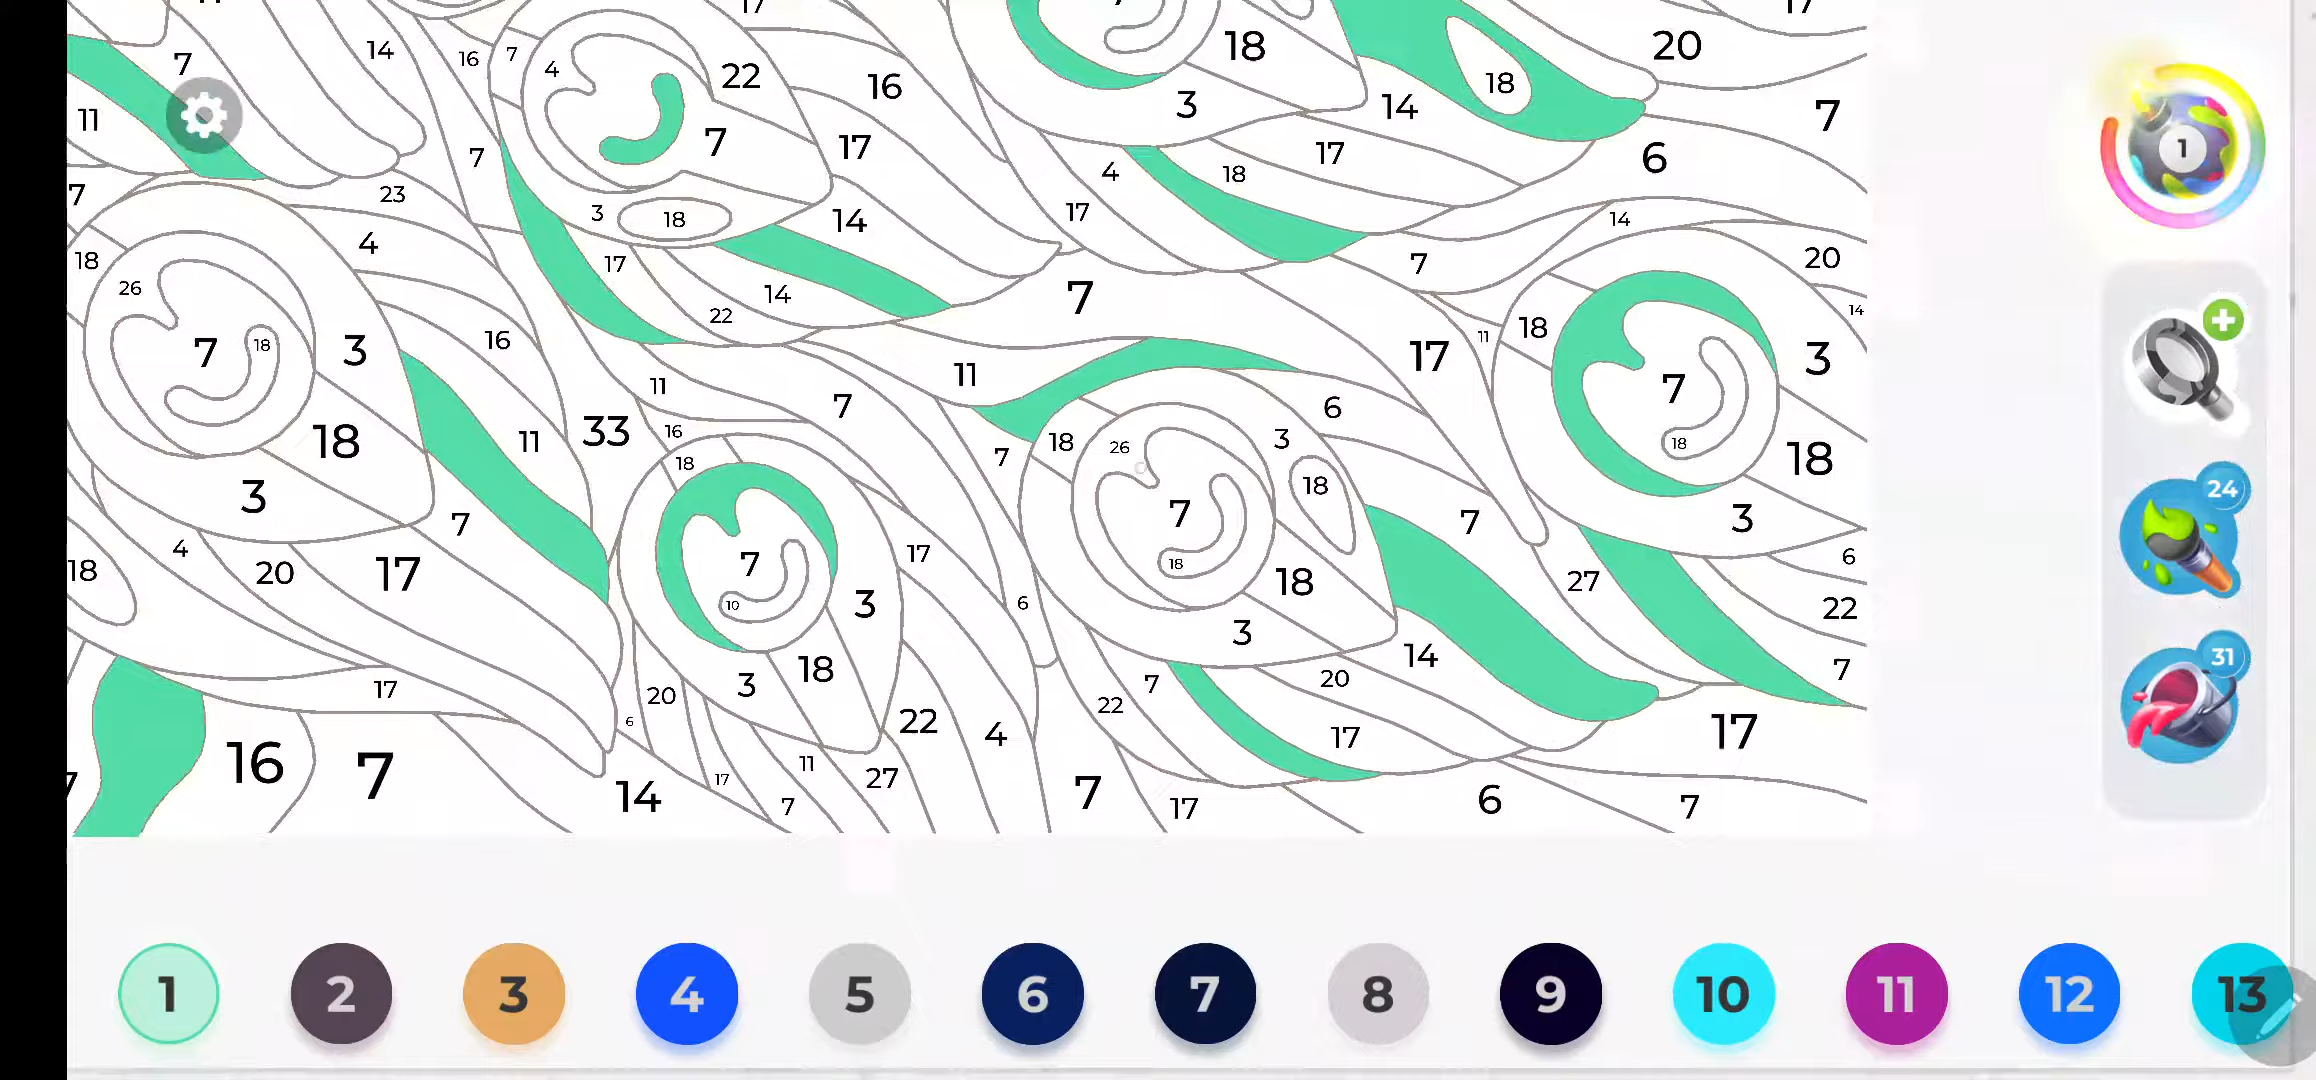 17
17
7 14 16 7 4 22 16 18 18 20
11 7 17 3 14 7
7 23 7 3 18 14 4 17 18 17 6 14
18 4 17 7 20
26 16 14 22 7 11 18 14
7 18 3 11 7 11 17 7 3
18 11 33 16 18 7 18 26 3 6 18 18
3 7 7 18 7 3
18 4 20 17 7 10 17 3 6 7 18 18 27 6 22
17 6 20 3 18 22 4 22 7 3 20 14 7
7 16 7 14 17 11 7 27 7 17 17 6 17 7
1
24
31
1 2 3 4 5 6 7 8 9 10 11 12 13